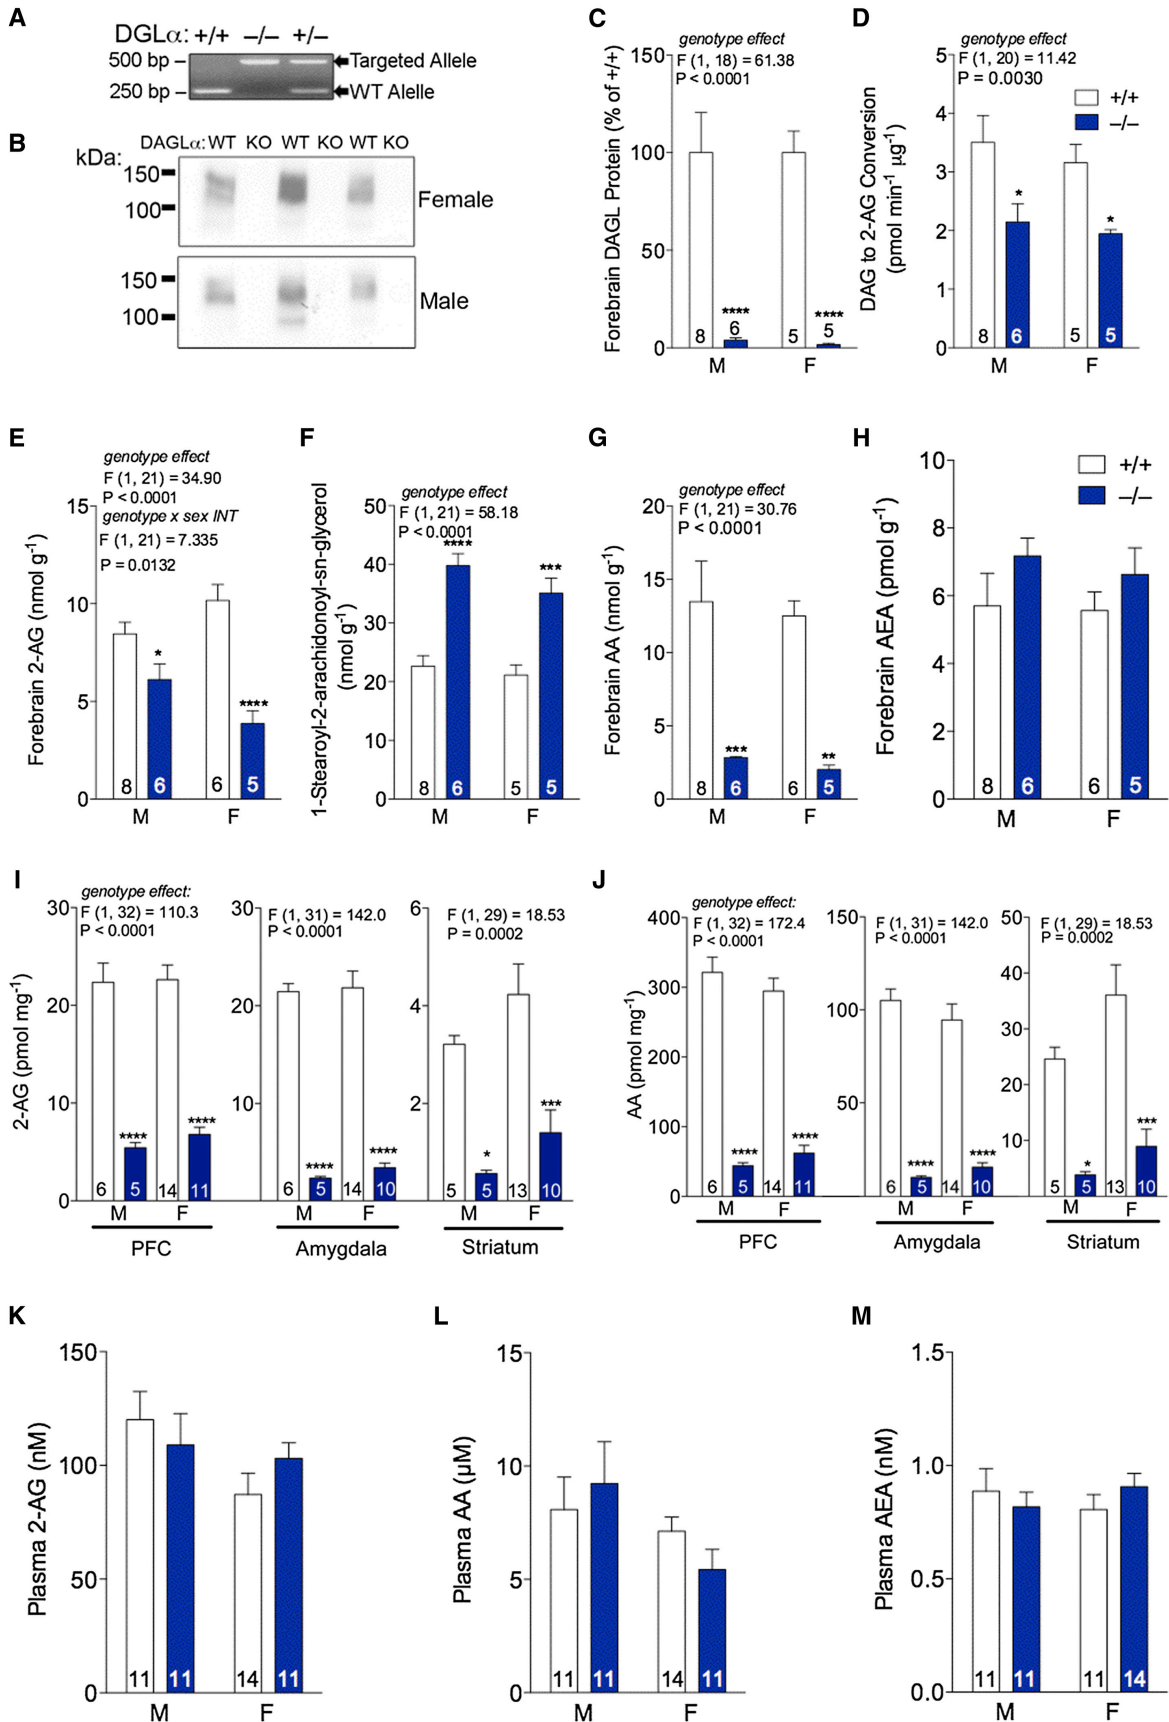 A
DGLα: +/+ –/– +/–
500 bp – Targeted Allele
250 bp – WT Alelle
B
DAGLα: WT KO WT KO WT KO
kDa:
150
100
Female
150
100
Male
C
genotype effect
F (1, 18) = 61.38
P < 0.0001
Forebrain DAGL Protein (% of +/+)
150
100
50
0
**** ****
8 6 5 5
M F
D
genotype effect
F (1, 20) = 11.42
P = 0.0030
+/+
–/–
DAG to 2-AG Conversion
(pmol min-1 µg-1)
5
4
3
2
1
0
* *
8 6 5 5
M F
E
genotype effect
F (1, 21) = 34.90
P < 0.0001
genotype x sex INT
F (1, 21) = 7.335
P = 0.0132
Forebrain 2-AG (nmol g-1)
15
10
5
0
* ****
8 6 6 5
M F
F
genotype effect
F (1, 21) = 58.18
P < 0.0001
1-Stearoyl-2-arachidonoyl-sn-glycerol
(nmol g-1)
50
40
30
20
10
0
**** ***
8 6 5 5
M F
G
genotype effect
F (1, 21) = 30.76
P < 0.0001
Forebrain AA (nmol g-1)
20
15
10
5
0
*** **
8 6 6 5
M F
H
+/+
–/–
Forebrain AEA (pmol g-1)
10
8
6
4
2
0
8 6 6 5
M F
I
genotype effect:
F (1, 32) = 110.3
P < 0.0001
2-AG (pmol mg-1)
30
20
10
0
**** ****
6 5 14 11
M F
PFC
F (1, 31) = 142.0
P < 0.0001
30
20
10
**** ****
6 5 14 10
M F
Amygdala
F (1, 29) = 18.53
P = 0.0002
6
4
2
* ***
5 5 13 10
M F
Striatum
J
genotype effect:
F (1, 32) = 172.4
P < 0.0001
AA (pmol mg-1)
400
300
200
100
0
**** ****
6 5 14 11
M F
PFC
F (1, 31) = 142.0
P < 0.0001
150
100
50
**** ****
6 5 14 10
M F
Amygdala
F (1, 29) = 18.53
P = 0.0002
50
40
30
20
10
* ***
5 5 13 10
M F
Striatum
K
Plasma 2-AG (nM)
150
100
50
0
11 11 14 11
M F
L
Plasma AA (µM)
15
10
5
0
11 11 14 11
M F
M
Plasma AEA (nM)
1.5
1.0
0.5
0.0
11 11 11 14
M F